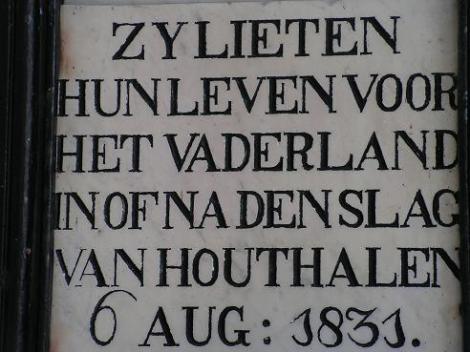 ZY LIETEN
HUN LEVEN VOOR
HET VADERLAND
IN OF NA DEN SLAG
VAN HOUTHALEN
6 AUG: 1831.